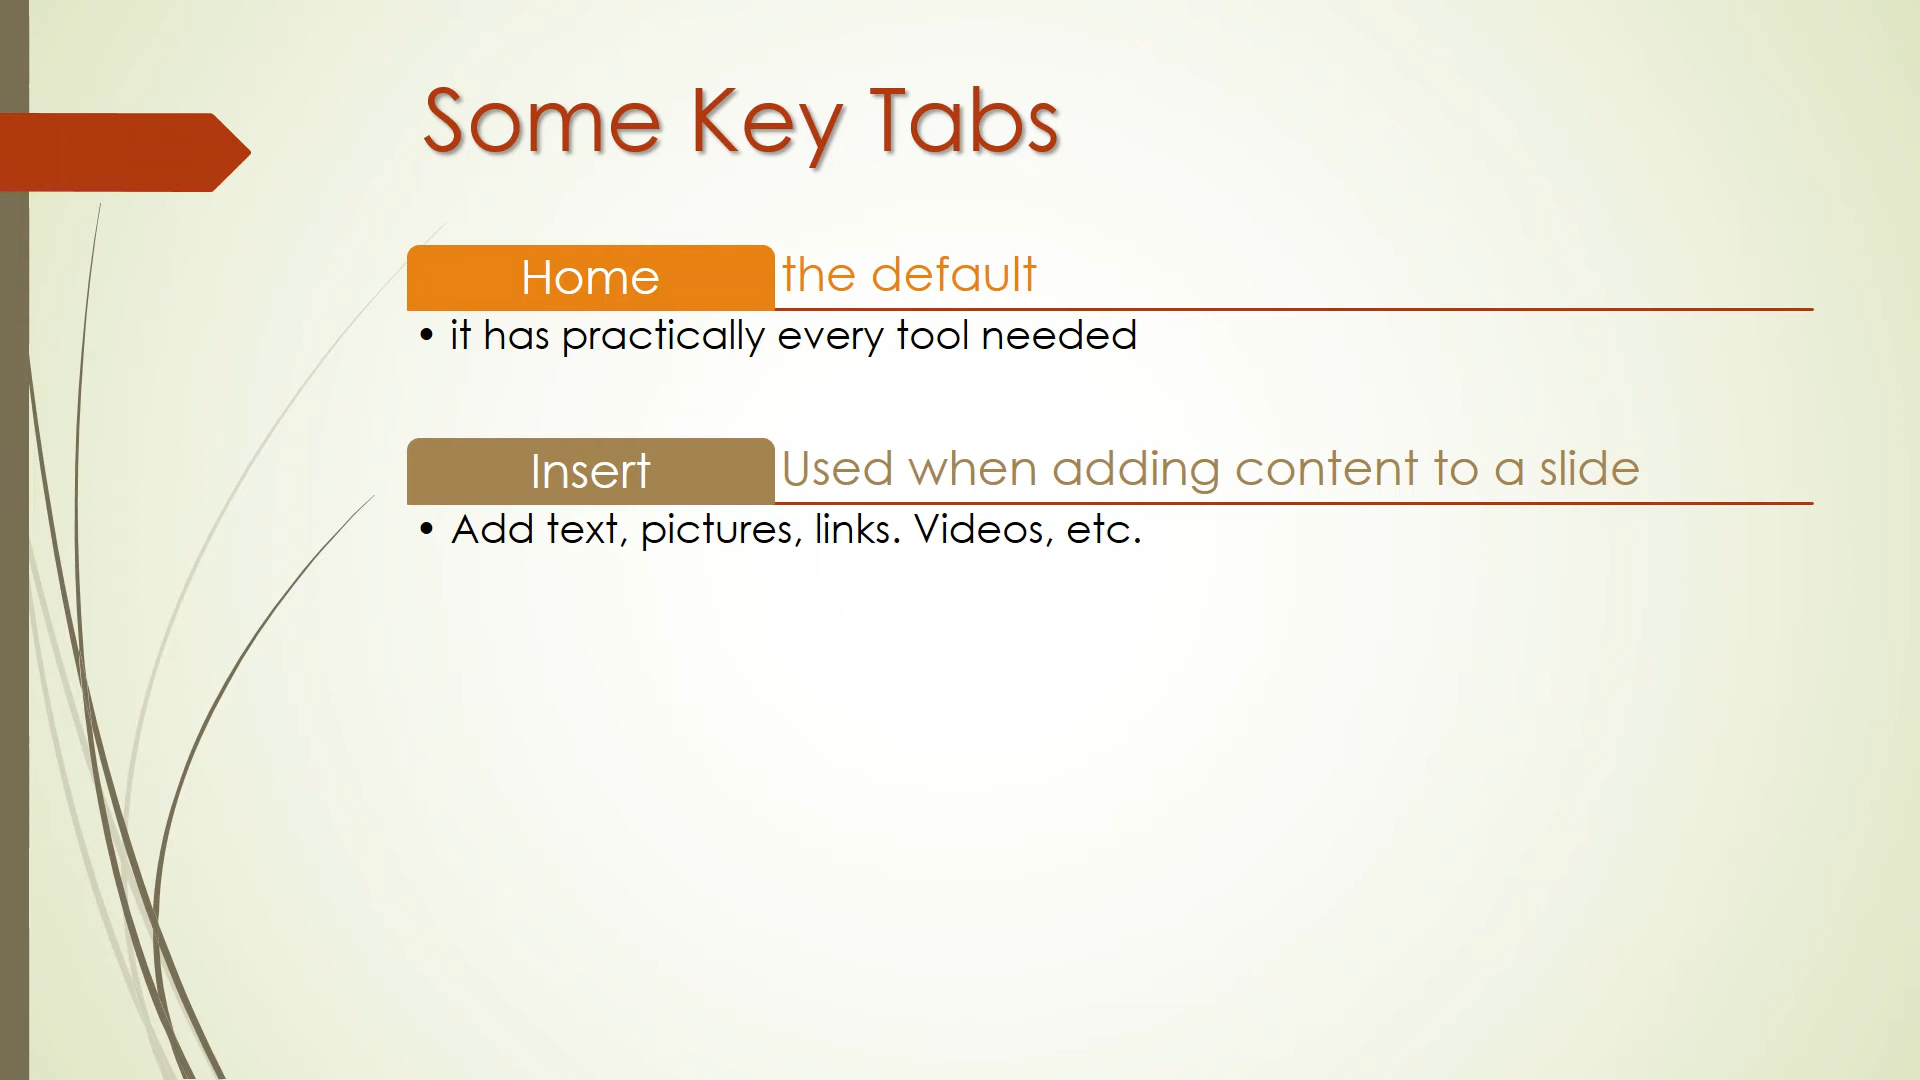 Some Key Tabs
Home the default
• it has practically every tool needed
Insert Used when adding content to a slide
• Add text, pictures, links. Videos, etc.